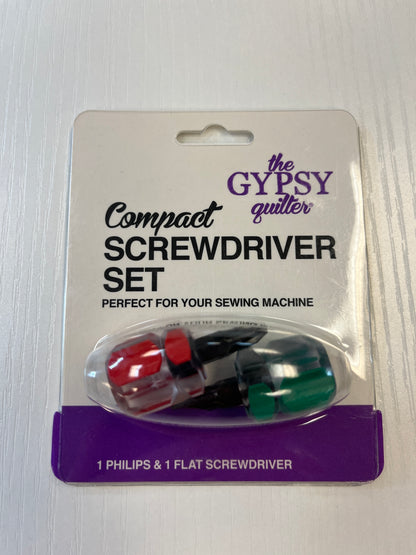 the
GYPSY
quilter®
Compact
SCREWDRIVER
SET
PERFECT FOR YOUR SEWING MACHINE
1 PHILIPS & 1 FLAT SCREWDRIVER